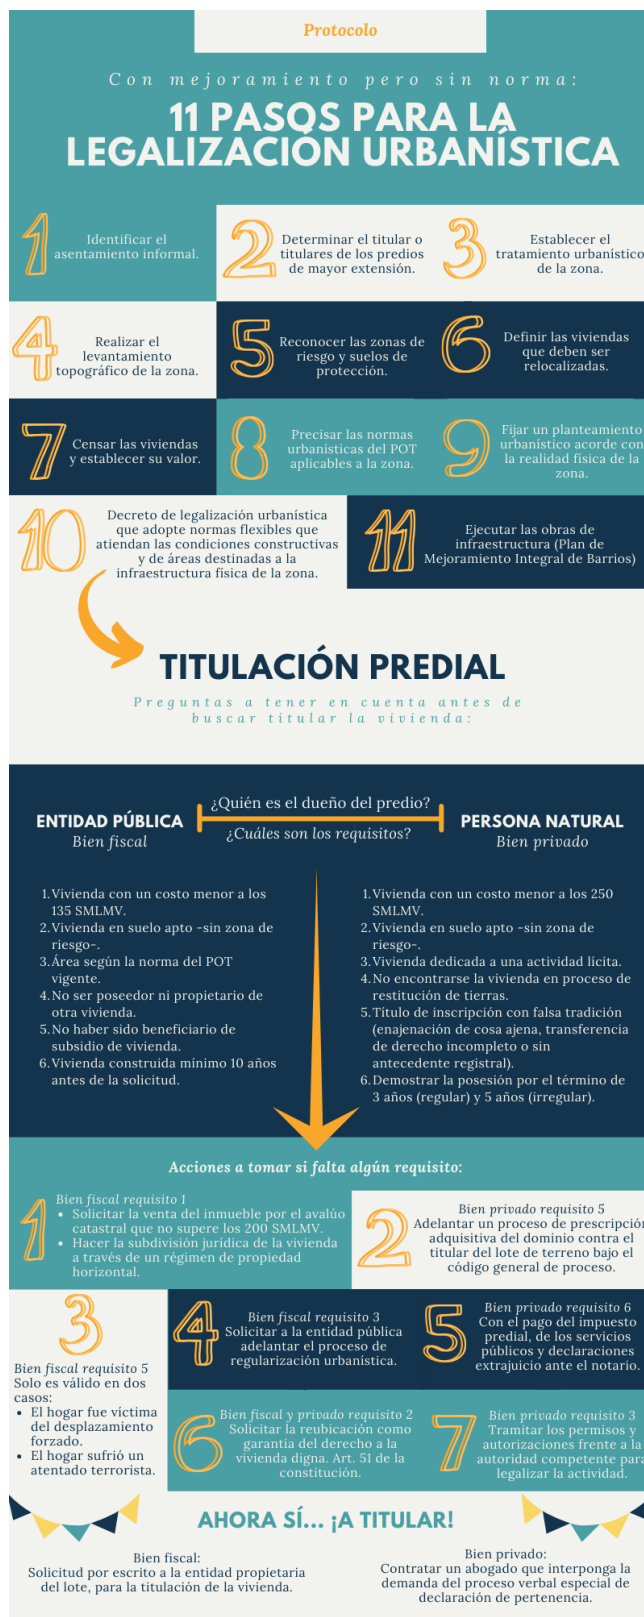 Protocolo
Con mejoramiento pero sin norma:
11 PASOS PARA LA
LEGALIZACIÓN URBANÍSTICA
1
Identificar el
asentamiento informal.
2
Determinar el titular o
titulares de los predios
de mayor extensión.
3
Establecer el
tratamiento urbanístico
de la zona.
4
Realizar el
levantamiento
topográfico de la zona.
5
Reconocer las zonas de
riesgo y suelos de
protección.
6
Definir las viviendas
que deben ser
relocalizadas.
7
Censar las viviendas
y establecer su valor.
8
Precisar las normas
urbanísticas del POT
aplicables a la zona.
9
Fijar un planteamiento
urbanístico acorde con
la realidad física de la
zona.
10
Decreto de legalización urbanística
que adopte normas flexibles que
atiendan las condiciones constructivas
y de áreas destinadas a la
infraestructura física de la zona.
11
Ejecutar las obras de
infraestructura (Plan de
Mejoramiento Integral de Barrios)
TITULACIÓN PREDIAL
Preguntas a tener en cuenta antes de
buscar titular la vivienda:
¿Quién es el dueño del predio?
¿Cuáles son los requisitos?
ENTIDAD PÚBLICA
Bien fiscal
PERSONA NATURAL
Bien privado
1. Vivienda con un costo menor a los
135 SMLMV.
2. Vivienda en suelo apto -sin zona de
riesgo-.
3. Área según la norma del POT
vigente.
4. No ser poseedor ni propietario de
otra vivienda.
5. No haber sido beneficiario de
subsidio de vivienda.
6. Vivienda construida mínimo 10 años
antes de la solicitud.
1. Vivienda con un costo menor a los 250
SMLMV.
2. Vivienda en suelo apto -sin zona de
riesgo-.
3. Vivienda dedicada a una actividad lícita.
4. No encontrarse la vivienda en proceso de
restitución de tierras.
5. Título de inscripción con falsa tradición
(enajenación de cosa ajena, transferencia
de derecho incompleto o sin
antecedente registral).
6. Demostrar la posesión por el término de
3 años (regular) y 5 años (irregular).
Acciones a tomar si falta algún requisito:
1
Bien fiscal requisito 1
• Solicitar la venta del inmueble por el avalúo
catastral que no supere los 200 SMLMV.
• Hacer la subdivisión jurídica de la vivienda
a través de un régimen de propiedad
horizontal.
2
Bien privado requisito 5
Adelantar un proceso de prescripción
adquisitiva del dominio contra el
titular del lote de terreno bajo el
código general de proceso.
3
Bien fiscal requisito 5
Solo es válido en dos
casos:
• El hogar fue víctima
del desplazamiento
forzado.
• El hogar sufrió un
atentado terrorista.
4
Bien fiscal requisito 3
Solicitar a la entidad pública
adelantar el proceso de
regularización urbanística.
5
Bien privado requisito 6
Con el pago del impuesto
predial, de los servicios
públicos y declaraciones
extrajuicio ante el notario.
6
Bien fiscal y privado requisito 2
Solicitar la reubicación como
garantía del derecho a la
vivienda digna. Art. 51 de la
constitución.
7
Bien privado requisito 3
Tramitar los permisos y
autorizaciones frente a la
autoridad competente para
legalizar la actividad.
AHORA SÍ... ¡A TITULAR!
Bien fiscal:
Solicitud por escrito a la entidad propietaria
del lote, para la titulación de la vivienda.
Bien privado:
Contratar un abogado que interponga la
demanda del proceso verbal especial de
declaración de pertenencia.